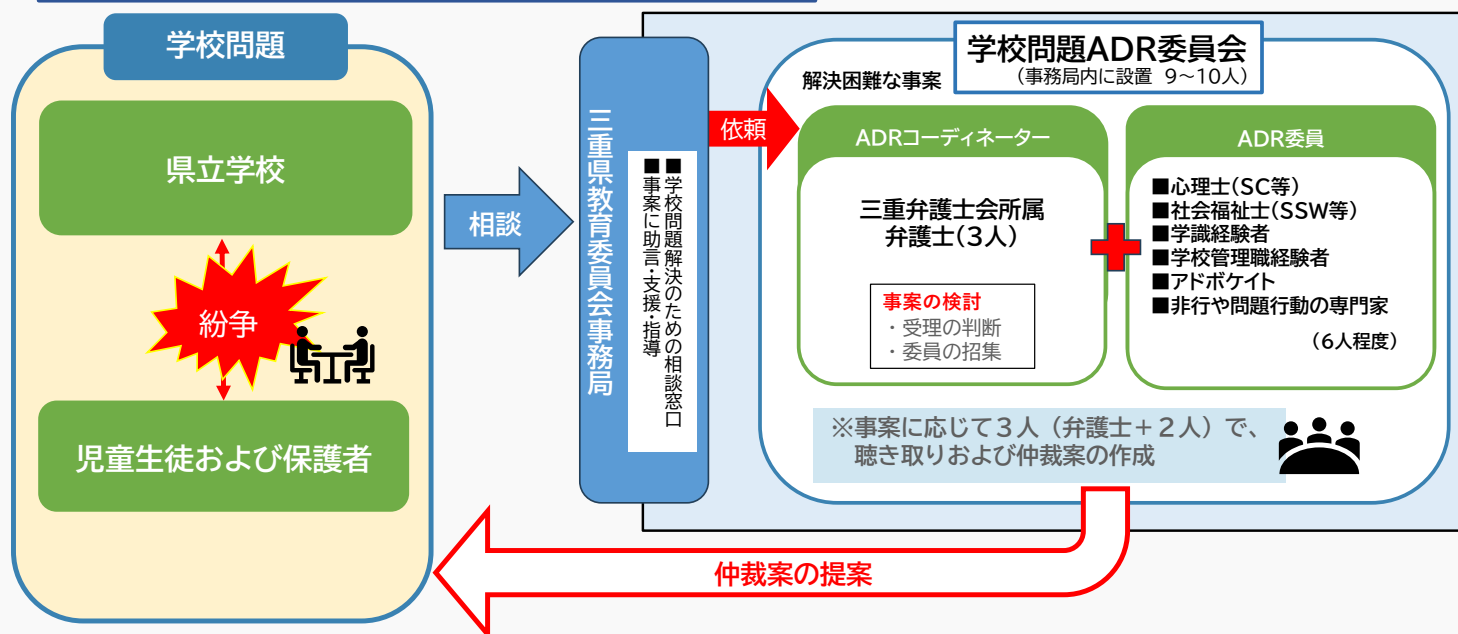 学校問題
県立学校
紛争
児童生徒および保護者
相談
三重県教育委員会事務局
■学校問題解決のための相談窓口
■事案に助言・支援・指導
依頼
学校問題ADR委員会
(事務局内に設置 9~10人)
解決困難な事案
ADRコーディネーター
三重弁護士会所属
弁護士(3人)
事案の検討
・受理の判断
・委員の招集
ADR委員
■心理士(SC等)
■社会福祉士(SSW等)
■学識経験者
■学校管理職経験者
■アドボケイト
■非行や問題行動の専門家
(6人程度)
※事案に応じて3人(弁護士+2人)で、
聴き取りおよび仲裁案の作成
仲裁案の提案